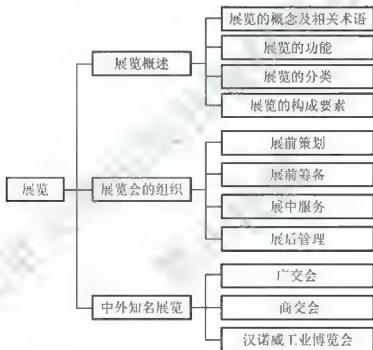 展览
展览概述
展览的概念及相关术语
展览的功能
展览的分类
展览的构成要素
展览会的组织
展前策划
展前筹备
展中服务
展后管理
中外知名展览
广交会
商交会
汉诺威工业博览会